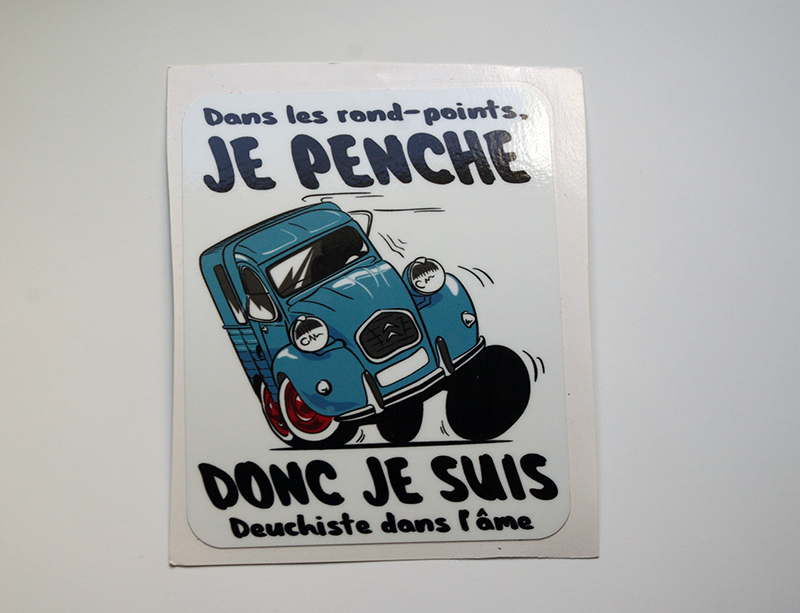 Dans les rond-points,
JE PENCHE
DONC JE SUIS
Deuchiste dans l'âme